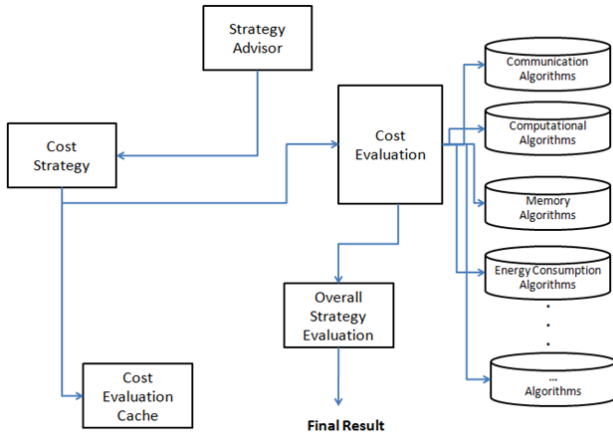 Strategy
Advisor
Communication
Algorithms
Cost
Strategy
Cost
Evaluation
Computational
Algorithms
Memory
Algorithms
Energy Consumption
Algorithms
.
.
.
Overall
Strategy
Evaluation
Cost
Evaluation
Cache
...
Algorithms
Final Result